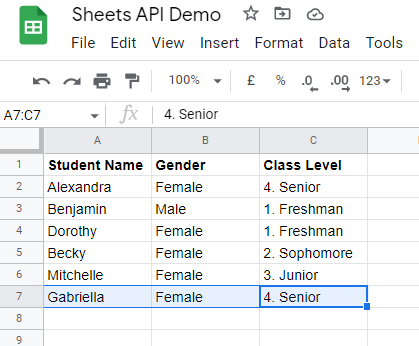 Sheets API Demo
File Edit View Insert Format Data Tools
100% £ % .0 .00 123
A7:C7 fx 4. Senior
A B C
1 Student Name Gender Class Level
2 Alexandra Female 4. Senior
3 Benjamin Male 1. Freshman
4 Dorothy Female 1. Freshman
5 Becky Female 2. Sophomore
6 Mitchelle Female 3. Junior
7 Gabriella Female 4. Senior
8
9